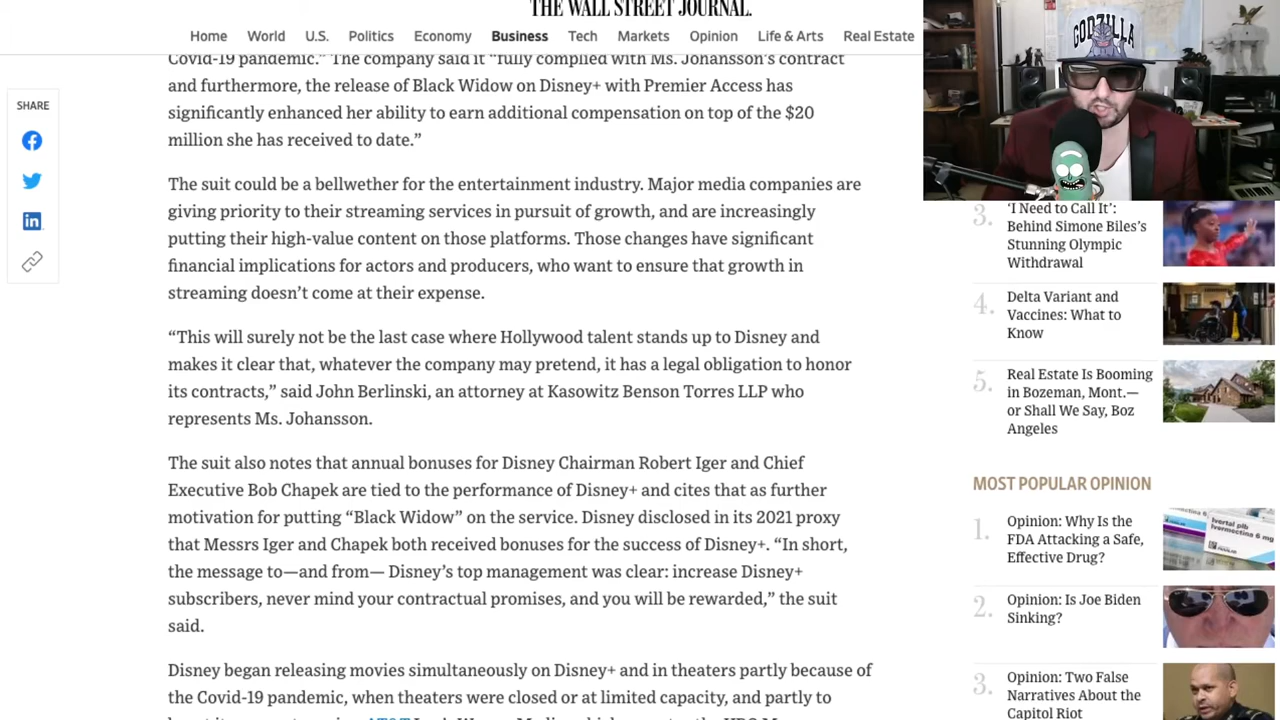 THE WALL STREET JOURNAL.
Home World U.S. Politics Economy Business Tech Markets Opinion Life & Arts Real Estate
SHARE
Covid-19 pandemic.” The company said it “fully complied with Ms. Johansson’s contract
and furthermore, the release of Black Widow on Disney+ with Premier Access has
significantly enhanced her ability to earn additional compensation on top of the $20
million she has received to date.”
The suit could be a bellwether for the entertainment industry. Major media companies are
giving priority to their streaming services in pursuit of growth, and are increasingly
putting their high-value content on those platforms. Those changes have significant
financial implications for actors and producers, who want to ensure that growth in
streaming doesn’t come at their expense.
“This will surely not be the last case where Hollywood talent stands up to Disney and
makes it clear that, whatever the company may pretend, it has a legal obligation to honor
its contracts,” said John Berlinski, an attorney at Kasowitz Benson Torres LLP who
represents Ms. Johansson.
The suit also notes that annual bonuses for Disney Chairman Robert Iger and Chief
Executive Bob Chapek are tied to the performance of Disney+ and cites that as further
motivation for putting “Black Widow” on the service. Disney disclosed in its 2021 proxy
that Messrs Iger and Chapek both received bonuses for the success of Disney+. “In short,
the message to—and from— Disney’s top management was clear: increase Disney+
subscribers, never mind your contractual promises, and you will be rewarded,” the suit
said.
Disney began releasing movies simultaneously on Disney+ and in theaters partly because of
the Covid-19 pandemic, when theaters were closed or at limited capacity, and partly to
GODZILLA
3.
‘I Need to Call It’:
Behind Simone Biles’s
Stunning Olympic
Withdrawal
4.
Delta Variant and
Vaccines: What to
Know
5.
Real Estate Is Booming
in Bozeman, Mont.—
or Shall We Say, Boz
Angeles
MOST POPULAR OPINION
1.
Opinion: Why Is the
FDA Attacking a Safe,
Effective Drug?
2.
Opinion: Is Joe Biden
Sinking?
3.
Opinion: Two False
Narratives About the
Capitol Riot